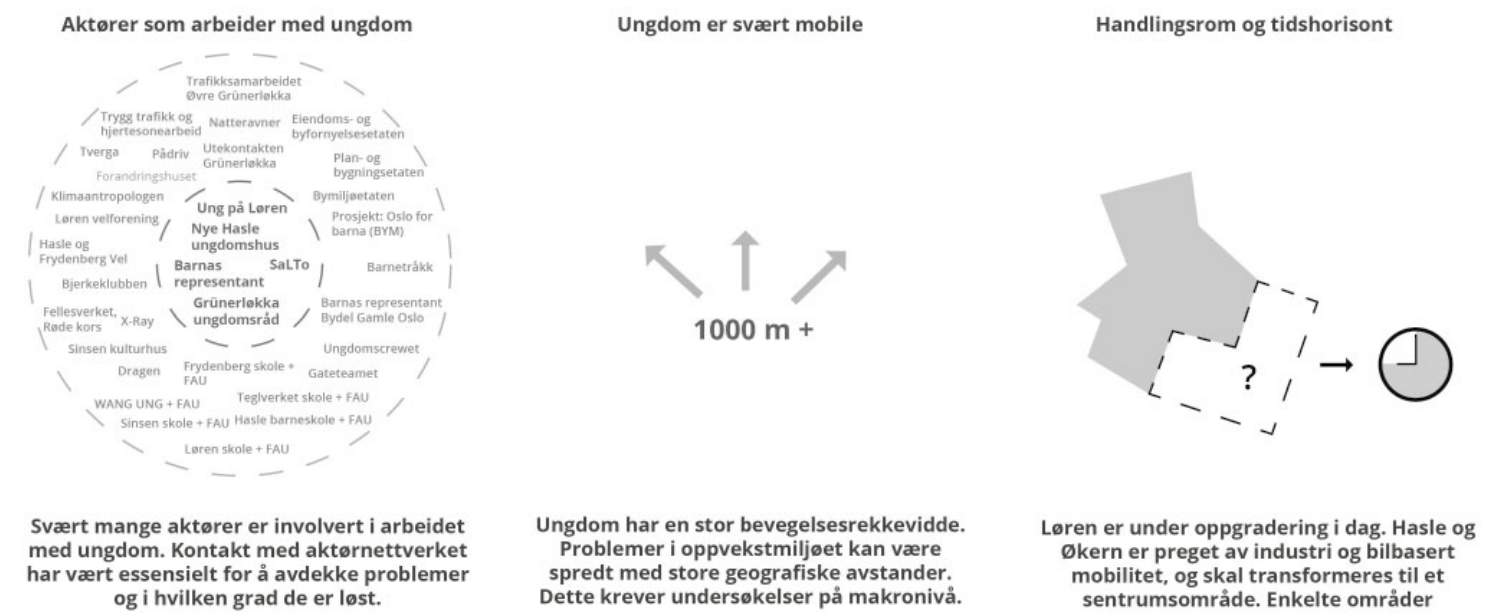 Aktører som arbeider med ungdom
Trafikksamarbeidet
Øvre Grünerløkka
Trygg trafikk og
hjertesonearbeid
Natteravner
Eiendoms- og
byfornyelsesetaten
Tverga
Pådriv
Utekontakten
Grünerløkka
Plan- og
bygningsetaten
Forandringshuset
Klimaantropologen
Bymiljøetaten
Løren velforening
Ung på Løren
Prosjekt: Oslo for
barna (BYM)
Nye Hasle
ungdomshus
Hasle og
Frydenberg Vel
Barnas
representant
SaLTo
Barnetråkk
Bjerkeklubben
Grünerløkka
ungdomsråd
Barnas representant
Bydel Gamle Oslo
Fellesverket,
Røde kors
X-Ray
Sinsen kulturhus
Ungdomscrewet
Dragen
Frydenberg skole +
FAU
Gateteamet
WANG UNG + FAU
Teglverket skole + FAU
Sinsen skole + FAU
Hasle barneskole + FAU
Løren skole + FAU
Svært mange aktører er involvert i arbeidet
med ungdom. Kontakt med aktørnettverket
har vært essensielt for å avdekke problemer
og i hvilken grad de er løst.
Ungdom er svært mobile
1000 m +
Ungdom har en stor bevegelsesrekkevidde.
Problemer i oppvekstmiljøet kan være
spredt med store geografiske avstander.
Dette krever undersøkelser på makronivå.
Handlingsrom og tidshorisont
?
Løren er under oppgradering i dag. Hasle og
Økern er preget av industri og bilbasert
mobilitet, og skal transformeres til et
sentrumsområde. Enkelte områder